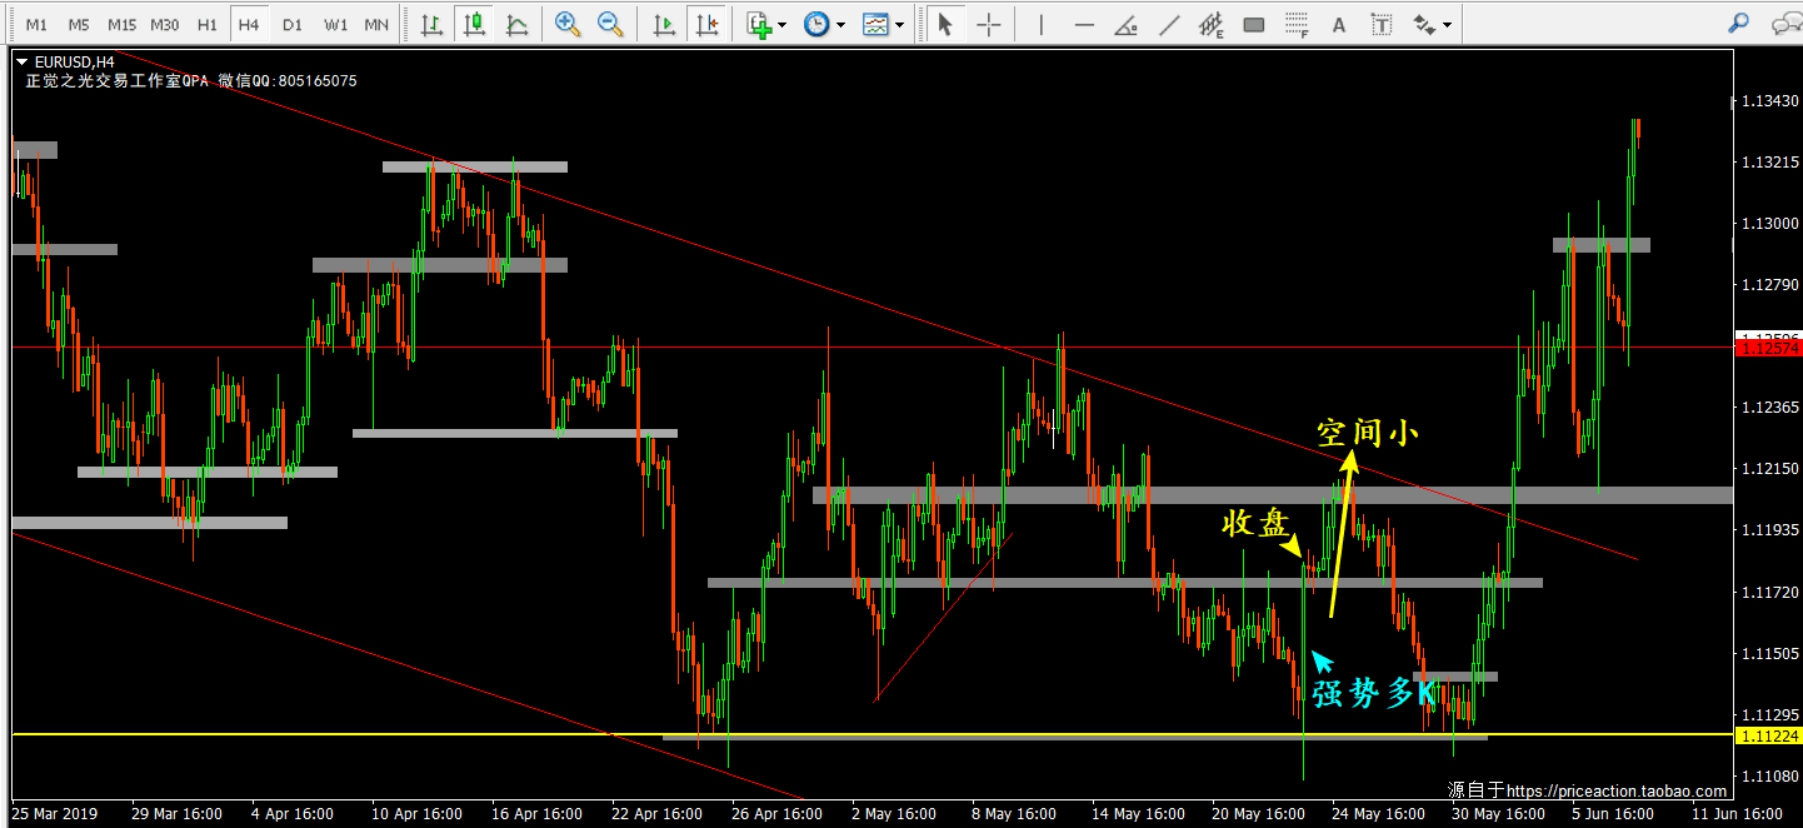 M1 M5 M15 M30 H1 H4 D1 W1 MN E F A T
EURUSD,H4
正觉之光交易工作室QPA 微信QQ:805165075
1.13430
1.13215
1.13000
1.12790
1.12574
1.12365
1.12150
1.11935
1.11720
1.11505
1.11295
1.11224
1.11080
空间小
收盘
强势多K
源自于https://priceaction.taobao.com
25 Mar 2019 29 Mar 16:00 4 Apr 16:00 10 Apr 16:00 16 Apr 16:00 22 Apr 16:00 26 Apr 16:00 2 May 16:00 8 May 16:00 14 May 16:00 20 May 16:00 24 May 16:00 30 May 16:00 5 Jun 16:00 11 Jun 16:00